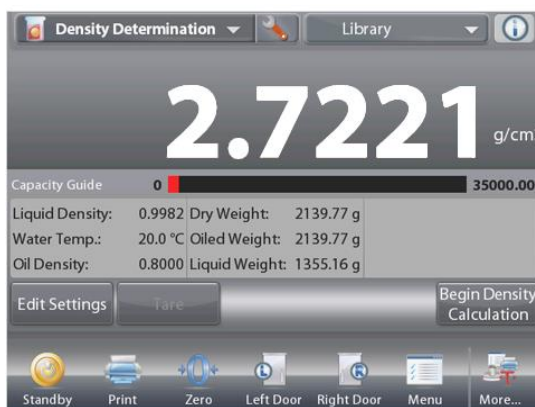 Density Determination Library
2.7221 g/cm
Capacity Guide 0 35000.00
Liquid Density: 0.9982 Dry Weight: 2139.77 g
Water Temp.: 20.0 °C Oiled Weight: 2139.77 g
Oil Density: 0.8000 Liquid Weight: 1355.16 g
Edit Settings Tare Begin Density
Calculation
Standby Print Zero Left Door Right Door Menu More...